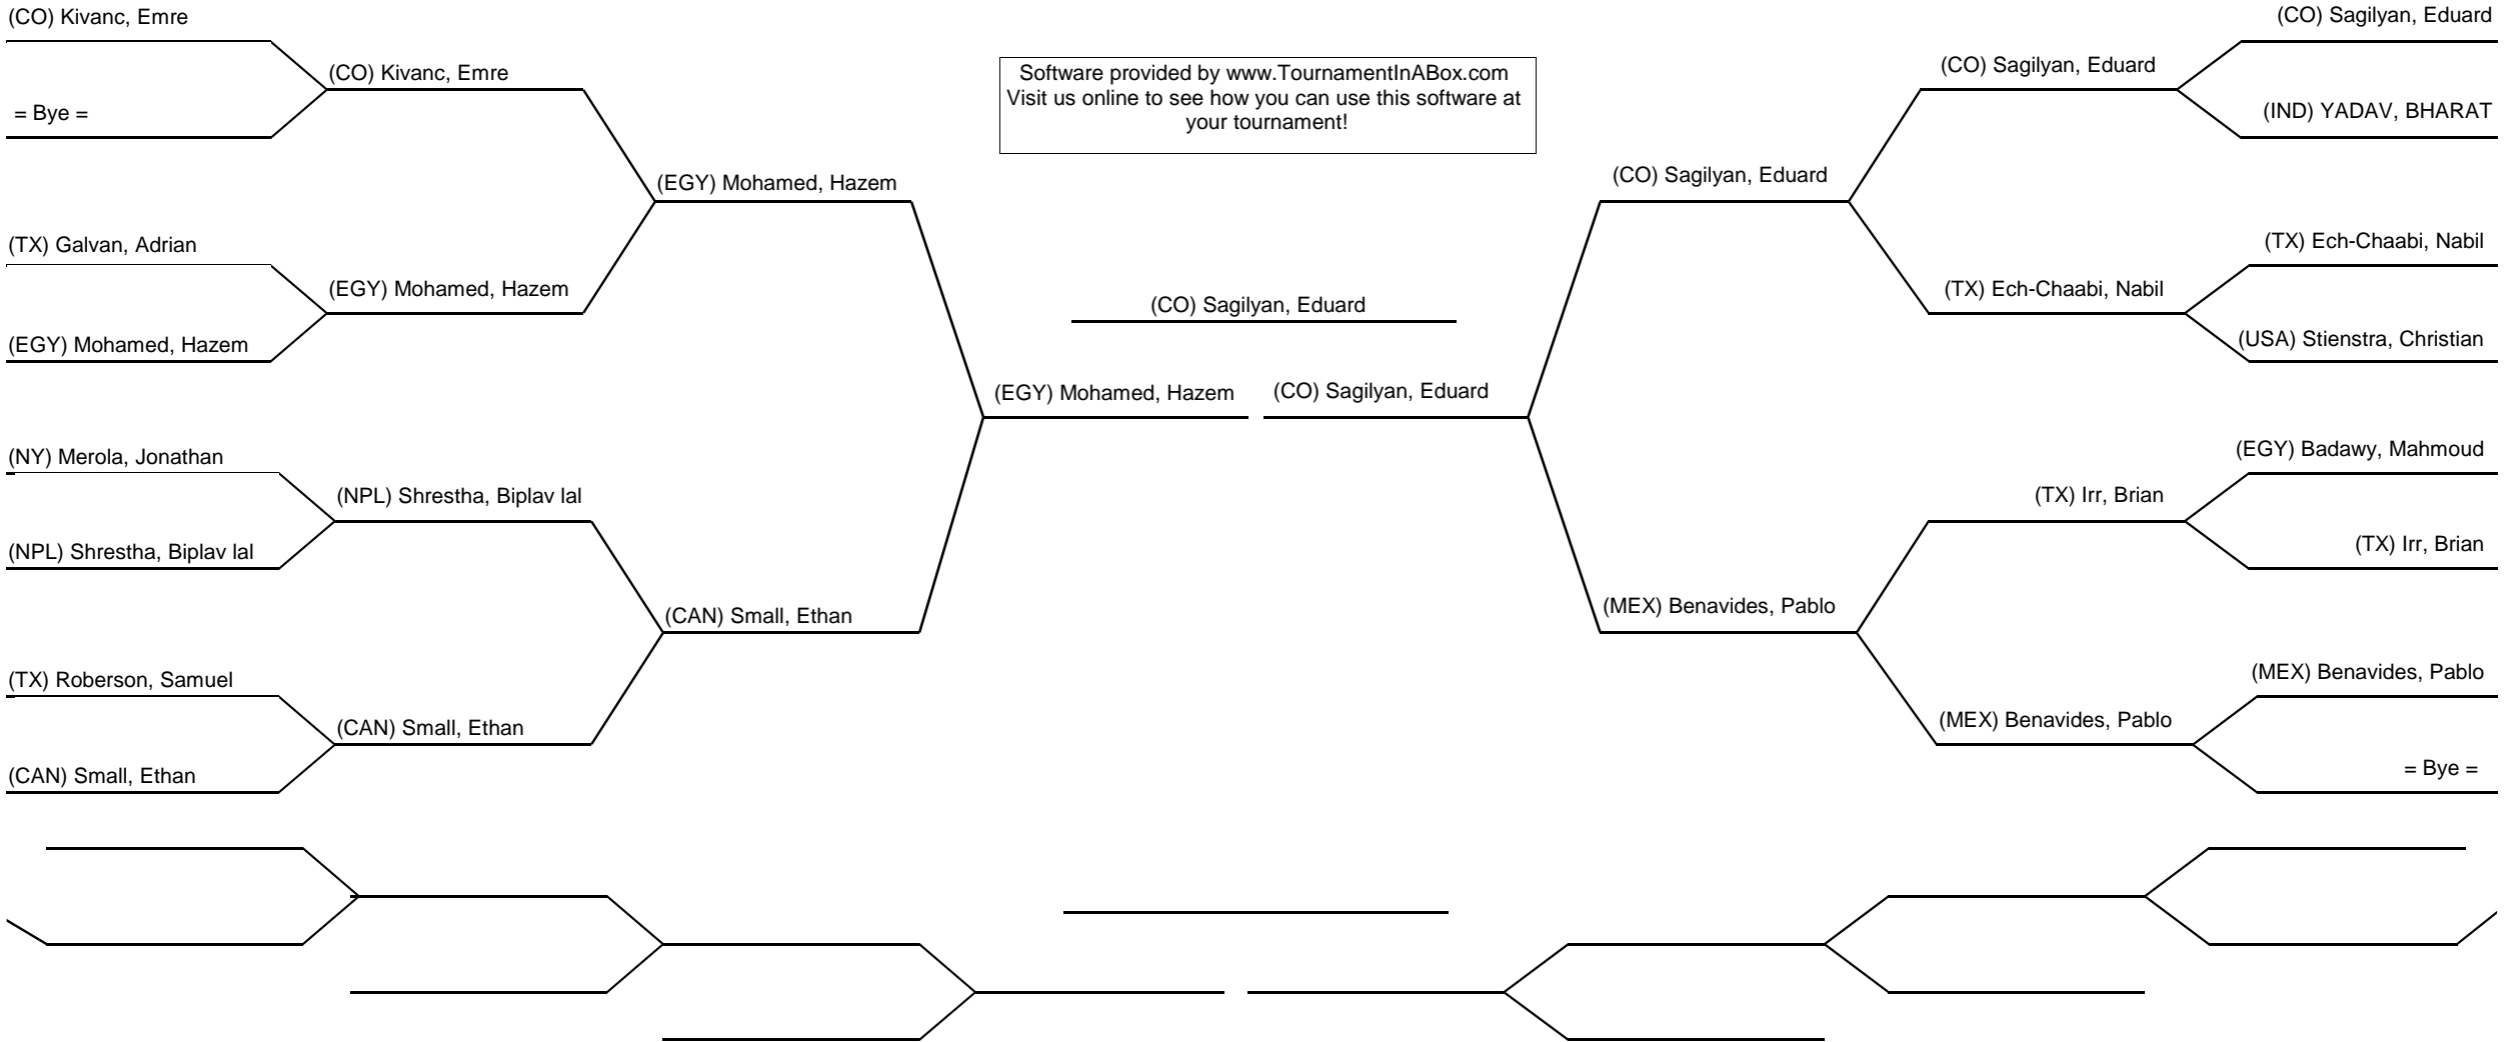 (CO) Kivanc, Emre
= Bye =
(TX) Galvan, Adrian
(EGY) Mohamed, Hazem
(NY) Merola, Jonathan
(NPL) Shrestha, Biplav lal
(TX) Roberson, Samuel
(CAN) Small, Ethan
(CO) Kivanc, Emre
(EGY) Mohamed, Hazem
(NPL) Shrestha, Biplav lal
(CAN) Small, Ethan
(EGY) Mohamed, Hazem
(CAN) Small, Ethan
Software provided by www.TournamentInABox.com
Visit us online to see how you can use this software at
your tournament!
(CO) Sagilyan, Eduard
(EGY) Mohamed, Hazem
(CO) Sagilyan, Eduard
(CO) Sagilyan, Eduard
(MEX) Benavides, Pablo
(CO) Sagilyan, Eduard
(TX) Ech-Chaabi, Nabil
(TX) Irr, Brian
(MEX) Benavides, Pablo
(CO) Sagilyan, Eduard
(IND) YADAV, BHARAT
(TX) Ech-Chaabi, Nabil
(USA) Stienstra, Christian
(EGY) Badawy, Mahmoud
(TX) Irr, Brian
(MEX) Benavides, Pablo
= Bye =